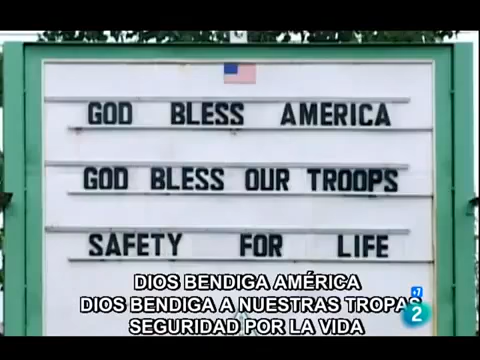 GOD BLESS AMERICA
GOD BLESS OUR TROOPS
SAFETY FOR LIFE
DIOS BENDIGA AMÉRICA
DIOS BENDIGA A NUESTRAS TROPAS
SEGURIDAD POR LA VIDA
+7
2